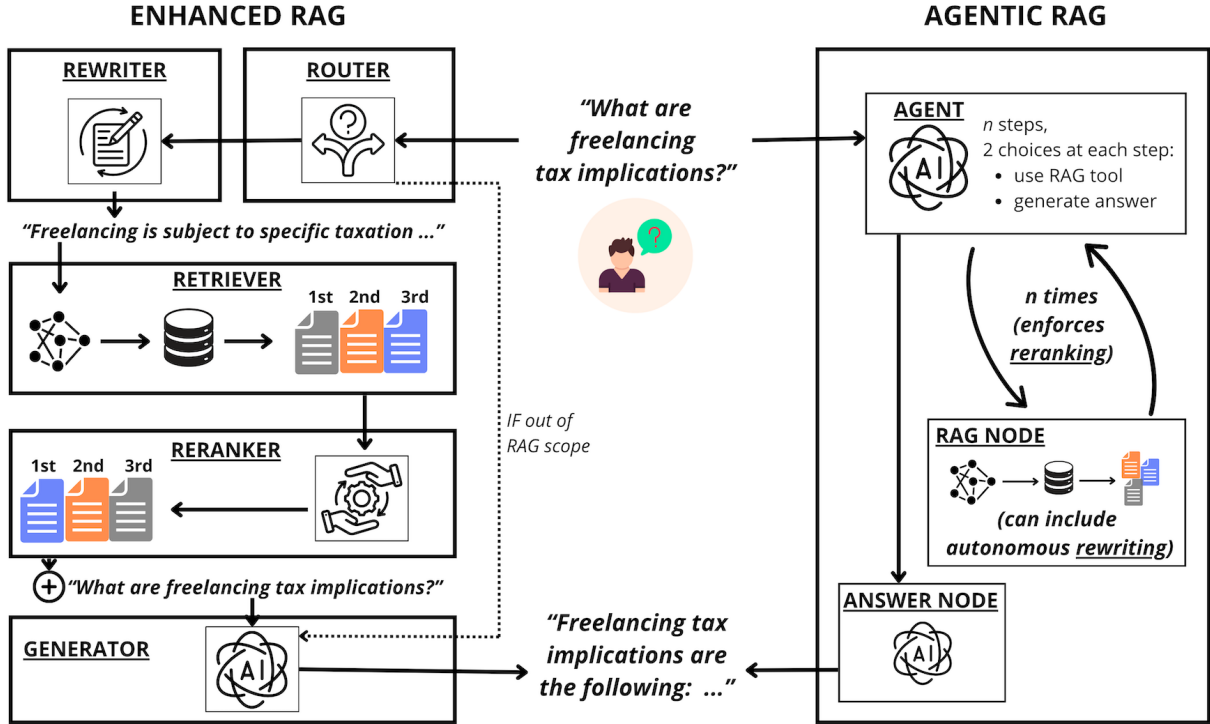 ENHANCED RAG
AGENTIC RAG
REWRITER
ROUTER
“What are
freelancing
tax implications?”
AGENT
n steps,
2 choices at each step:
• use RAG tool
• generate answer
AI
?
?
“Freelancing is subject to specific taxation ...”
RETRIEVER
1st 2nd 3rd
n times
(enforces
reranking)
IF out of
RAG scope
RERANKER
1st 2nd 3rd
RAG NODE
(can include
autonomous rewriting)
“What are freelancing tax implications?”
GENERATOR
AI
“Freelancing tax
implications are
the following: ...”
ANSWER NODE
AI